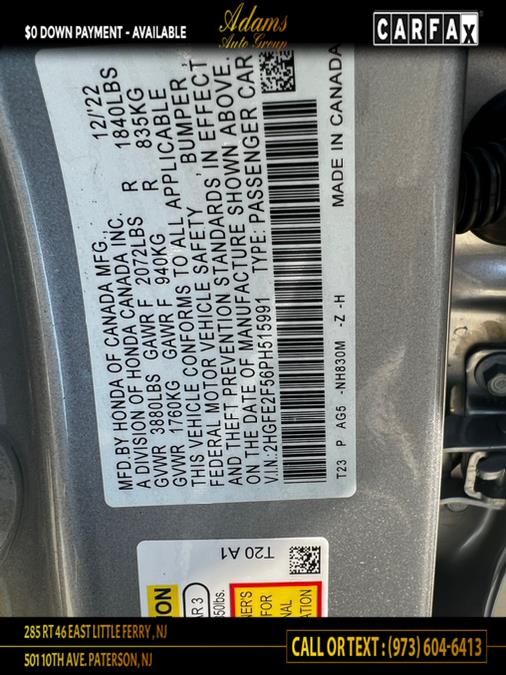 $0 DOWN PAYMENT - AVAILABLE
Adams
Auto Group
CARFAX
MFD.BY HONDA OF CANADA MFG., 12/'22
A DIVISION OF HONDA CANADA INC.
GVWR 3880LBS GAWR F 2072LBS R 1840LBS
GVWR 1760KG GAWR F 940KG R 835KG
THIS VEHICLE CONFORMS TO ALL APPLICABLE
FEDERAL MOTOR VEHICLE SAFETY , BUMPER ,
AND THEFT PREVENTION STANDARDS IN EFFECT
ON THE DATE OF MANUFACTURE SHOWN ABOVE.
V.I.N.:2HGFE2F56PH515991 TYPE: PASSENGER CAR
T23 P AG5 -NH830M -Z -H
MADE IN CANADA
T20 A1
285 RT 46 EAST LITTLE FERRY , NJ
501 10TH AVE. PATERSON, NJ
CALL OR TEXT : (973) 604-6413